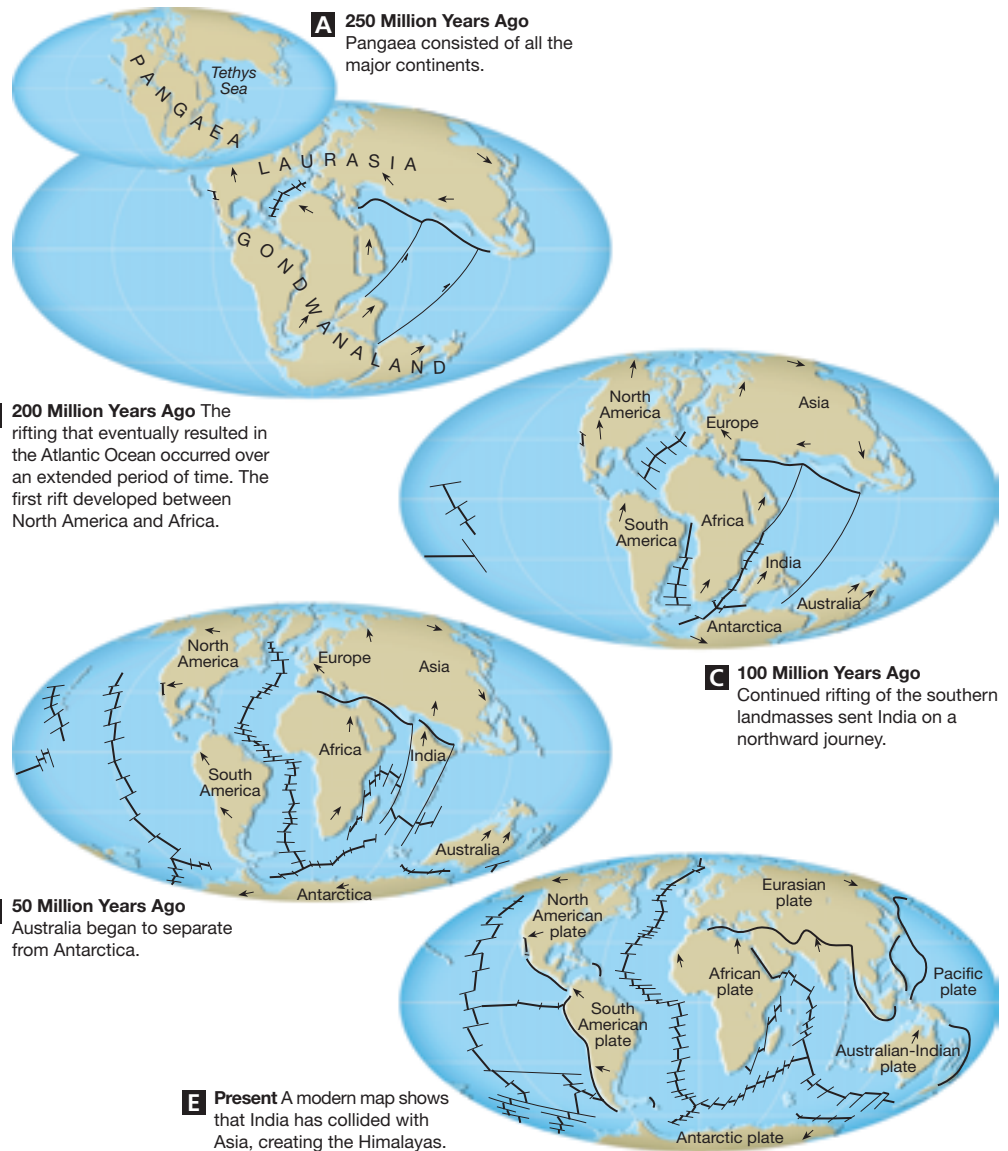 A 250 Million Years Ago
Pangaea consisted of all the
major continents.
PANGAEA
Tethys
Sea
LAURASIA
GONDWANALAND
200 Million Years Ago The
rifting that eventually resulted in
the Atlantic Ocean occurred over
an extended period of time. The
first rift developed between
North America and Africa.
North
America
Europe
Asia
South
America
Africa
India
Australia
Antarctica
C 100 Million Years Ago
Continued rifting of the southern
landmasses sent India on a
northward journey.
North
America
Europe
Asia
Africa
India
South
America
Australia
Antarctica
50 Million Years Ago
Australia began to separate
from Antarctica.
North
American
plate
Eurasian
plate
African
plate
Pacific
plate
South
American
plate
Australian-Indian
plate
Antarctic plate
E Present A modern map shows
that India has collided with
Asia, creating the Himalayas.